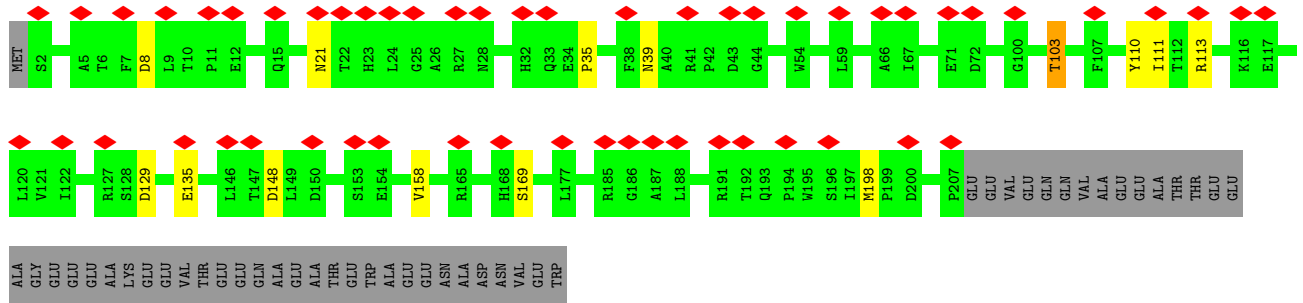 MET S2 A5 T6 F7 D8 L9 T10 P11 E12 Q15 N21 T22 H23 L24 G25 A26 R27 N28 H32 Q33 E34 P35 F38 N39 A40 R41 P42 D43 G44 W54 L59 A66 I67 E71 D72 G100 T103 F107 Y110 I111 T112 R113 K116 E117
L120 V121 I122 R127 S128 D129 E135 L146 T147 D148 L149 D150 S153 E154 V158 R165 H168 S169 L177 R185 G186 A187 L188 R191 T192 Q193 P194 W195 S196 I197 M198 P199 D200 P207 GLU GLU VAL GLU GLN GLN VAL ALA GLU GLU ALA THR THR GLU GLU
ALA GLY GLU GLU GLU ALA LYS GLU GLU VAL THR GLU GLU GLN ALA GLU ALA THR GLU TRP ALA GLU GLU ASN ALA ASP ASN VAL GLU TRP